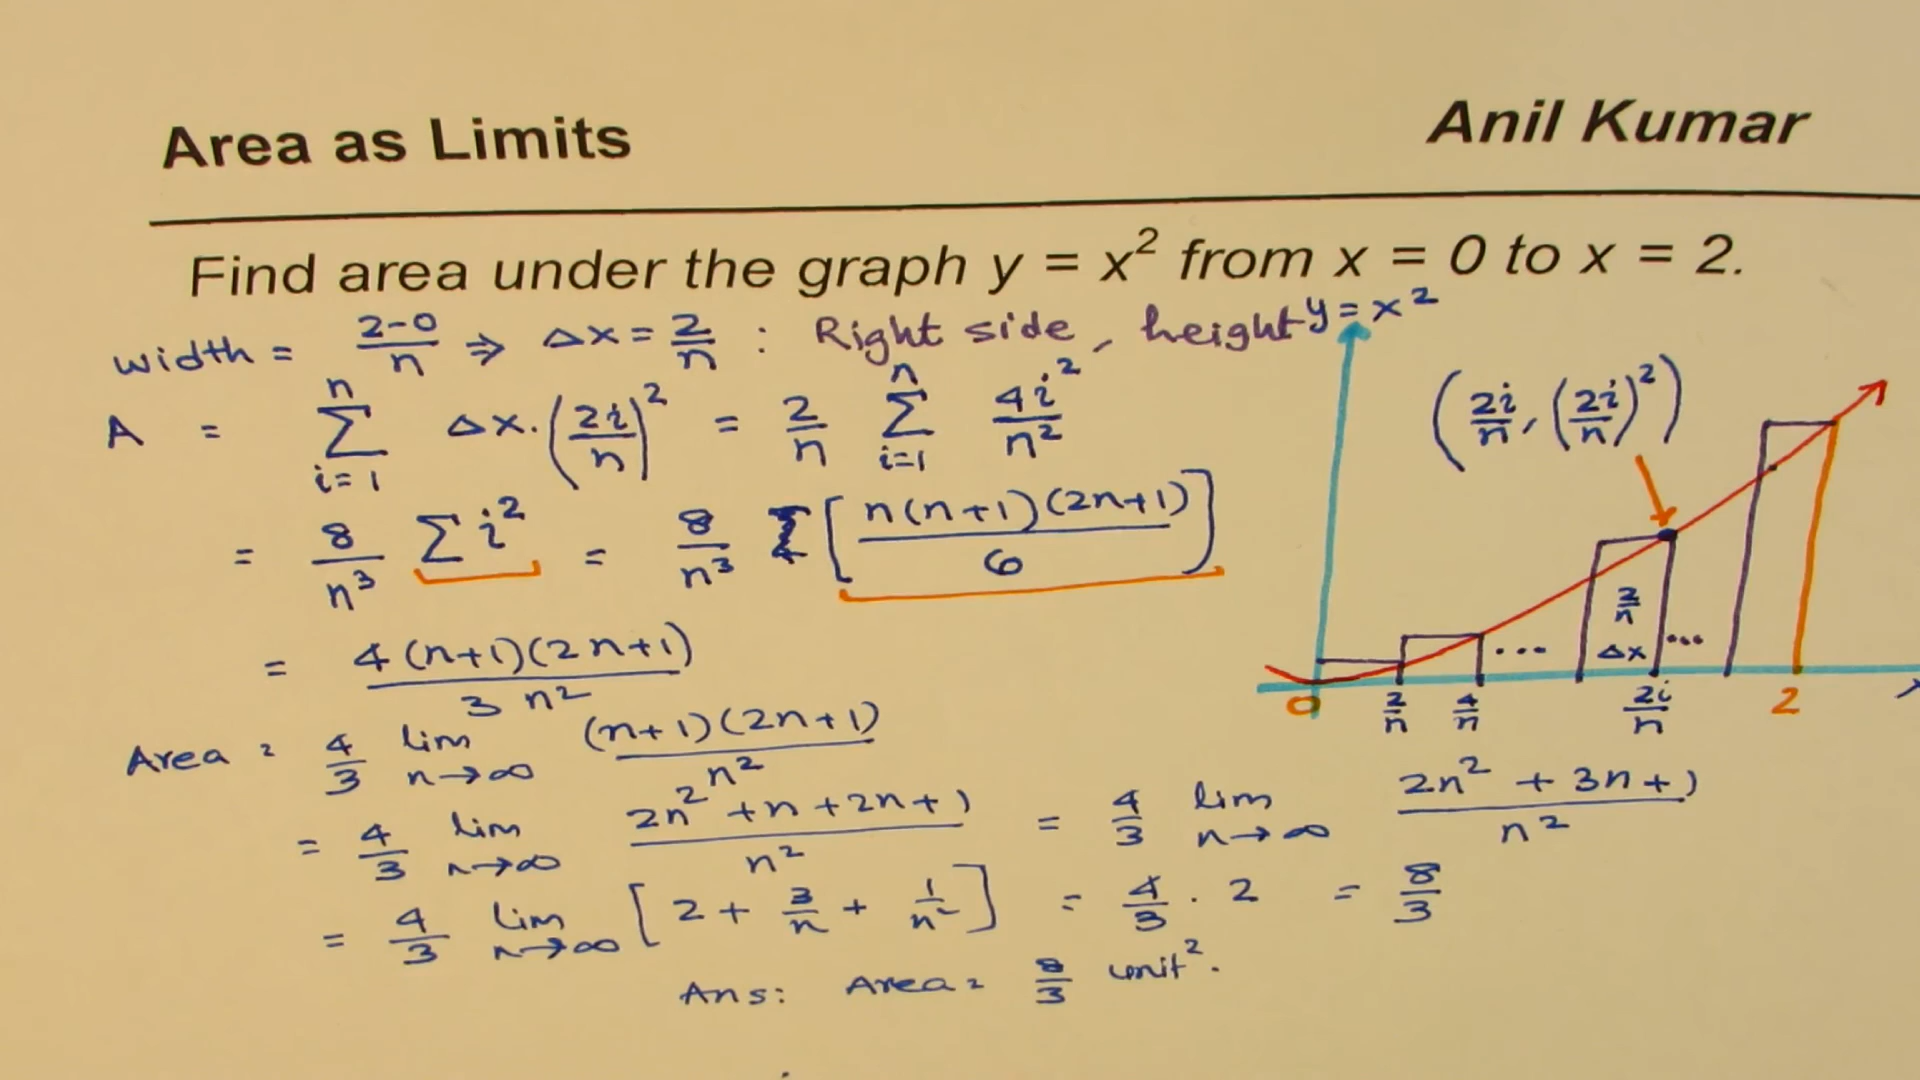 Area as Limits
Anil Kumar
Find area under the graph y = x² from x = 0 to x = 2.
width = (2-0)/n ⇒ Δx = 2/n : Right side, height
y = x²
A = Σ_{i=1}^{n} Δx·(2i/n)² = 2/n Σ_{i=1}^{n} 4i²/n²
(2i/n, (2i/n)²)
= 8/n³ Σ i² = 8/n³ [n(n+1)(2n+1)/6]
= 4(n+1)(2n+1)/3n²
2/n
Δx
... ...
0 2/n 4/n 2i/n 2
Area = 4/3 lim_{n→∞} (n+1)(2n+1)/n²
= 4/3 lim_{n→∞} (2n²+n+2n+1)/n² = 4/3 lim_{n→∞} (2n²+3n+1)/n²
= 4/3 lim_{n→∞} [2 + 3/n + 1/n²] = 4/3 · 2 = 8/3
Ans: Area = 8/3 unit².